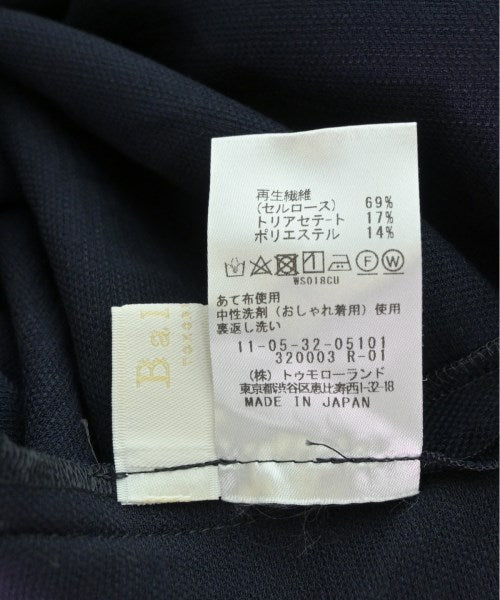 再生繊維
(セルロース) 69%
トリアセテート 17%
ポリエステル 14%
F W
WS018CU
あて布使用
中性洗剤(おしゃれ着用)使用
裏返し洗い
11-05-32-05101
320003 R-01
(株)トゥモローランド
東京都渋谷区恵比寿西1-32-18
MADE IN JAPAN
Bal